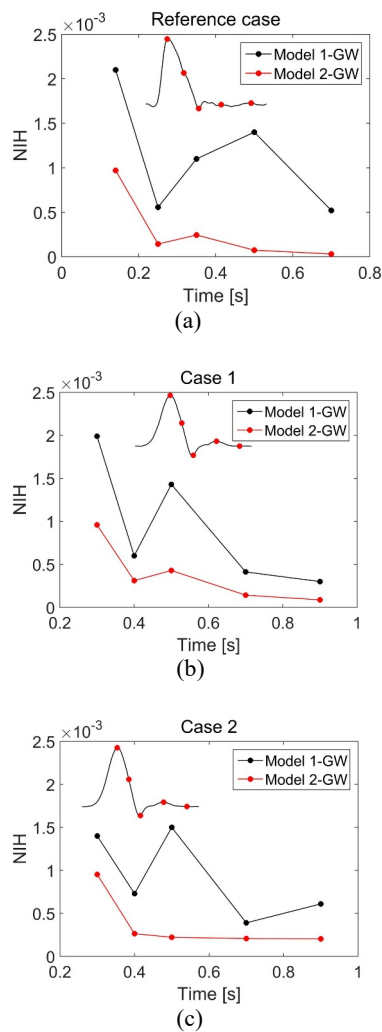 Reference case
×10⁻³
2.5
2
1.5
1
0.5
0
NIH
Model 1-GW
Model 2-GW
0 0.2 0.4 0.6 0.8
Time [s]
(a)
Case 1
×10⁻³
2.5
2
1.5
1
0.5
0
NIH
Model 1-GW
Model 2-GW
0.2 0.4 0.6 0.8 1
Time [s]
(b)
Case 2
×10⁻³
2.5
2
1.5
1
0.5
0
NIH
Model 1-GW
Model 2-GW
0.2 0.4 0.6 0.8 1
Time [s]
(c)